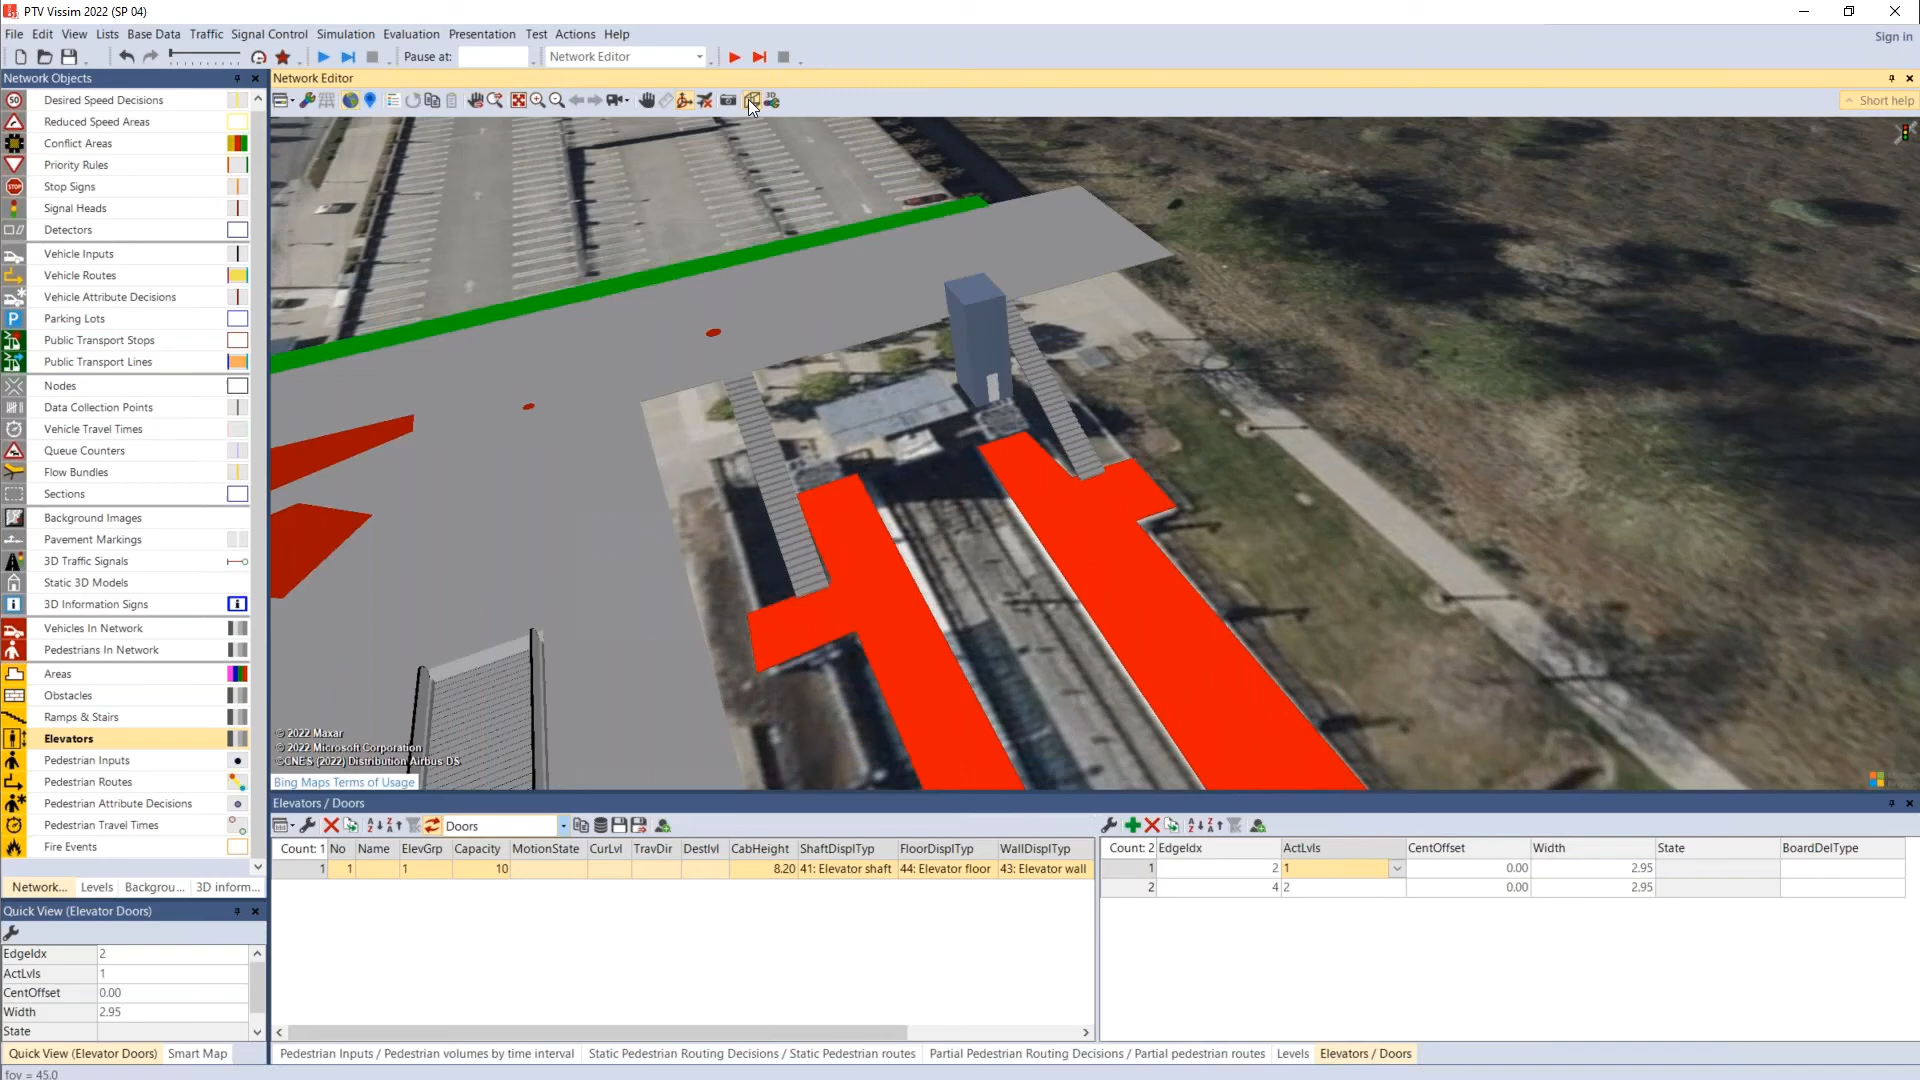 PTV Vissim 2022 (SP 04)
File Edit View Lists Base Data Traffic Signal Control Simulation Evaluation Presentation Test Actions Help
Sign in
Pause at:
Network Editor
Network Objects
Network Editor
Short help
50 Desired Speed Decisions
Reduced Speed Areas
Conflict Areas
Priority Rules
STOP Stop Signs
Signal Heads
Detectors
Vehicle Inputs
Vehicle Routes
Vehicle Attribute Decisions
P Parking Lots
Public Transport Stops
Public Transport Lines
Nodes
Data Collection Points
Vehicle Travel Times
Queue Counters
Flow Bundles
Sections
Background Images
Pavement Markings
3D Traffic Signals
Static 3D Models
3D Information Signs
Vehicles In Network
Pedestrians In Network
Areas
Obstacles
Ramps & Stairs
Elevators
Pedestrian Inputs
Pedestrian Routes
Pedestrian Attribute Decisions
Pedestrian Travel Times
Fire Events
Network... Levels Backgrou... 3D inform...
© 2022 Maxar
© 2022 Microsoft Corporation
©CNES (2022) Distribution Airbus DS
Bing Maps Terms of Usage
Quick View (Elevator Doors)
EdgeIdx 2
ActLvls 1
CentOffset 0.00
Width 2.95
State
Quick View (Elevator Doors) Smart Map
fov = 45.0
Elevators / Doors
Doors
Count: 1 No Name ElevGrp Capacity MotionState CurLvl TravDir Destlvl CabHeight ShaftDisplTyp FloorDisplTyp WallDisplTyp
1 1 1 10 8.20 41: Elevator shaft 44: Elevator floor 43: Elevator wall
Count: 2 EdgeIdx ActLvls CentOffset Width State BoardDelType
1 2 1 0.00 2.95
2 4 2 0.00 2.95
Pedestrian Inputs / Pedestrian volumes by time interval Static Pedestrian Routing Decisions / Static Pedestrian routes Partial Pedestrian Routing Decisions / Partial pedestrian routes Levels Elevators / Doors